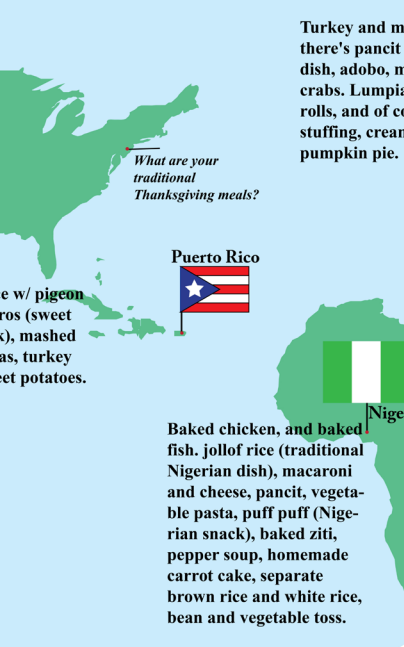 Turkey and m
there's pancit
dish, adobo, m
crabs. Lumpia
rolls, and of co
stuffing, crean
pumpkin pie.
What are your
traditional
Thanksgiving meals?
Puerto Rico
e w/ pigeon
ros (sweet
k), mashed
as, turkey
eet potatoes.
Nige
Baked chicken, and baked
fish. jollof rice (traditional
Nigerian dish), macaroni
and cheese, pancit, vegeta-
ble pasta, puff puff (Nige-
rian snack), baked ziti,
pepper soup, homemade
carrot cake, separate
brown rice and white rice,
bean and vegetable toss.